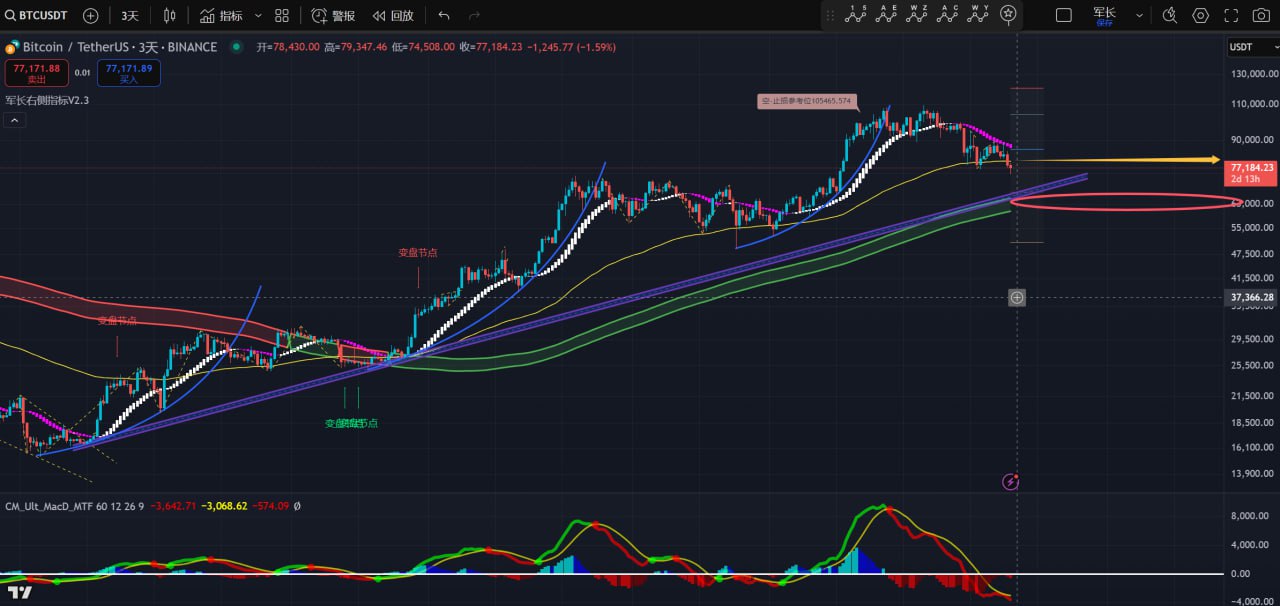 BTCUSDT 3天 指标 警报 回放 1 5 A E W Z A C W Y 军长 保存
Bitcoin / TetherUS · 3天 · BINANCE 开=78,430.00 高=79,347.46 低=74,508.00 收=77,184.23 −1,245.77 (−1.59%) USDT
77,171.88 0.01 77,171.89
卖出 买入
军长右侧指标V2.3
130,000.00
空-止损参考位105465.574
110,000.00
90,000.00
77,184.23
2d 13h
65,000.00
55,000.00
变盘节点
47,500.00
41,500.00
37,366.28
变盘节点
29,500.00
25,500.00
21,500.00
18,500.00
变盘节点
16,100.00
13,900.00
CM_Ult_MacD_MTF 60 12 26 9 −3,642.71 −3,068.62 −574.09 Ø
8,000.00
4,000.00
0.00
−4,000.00